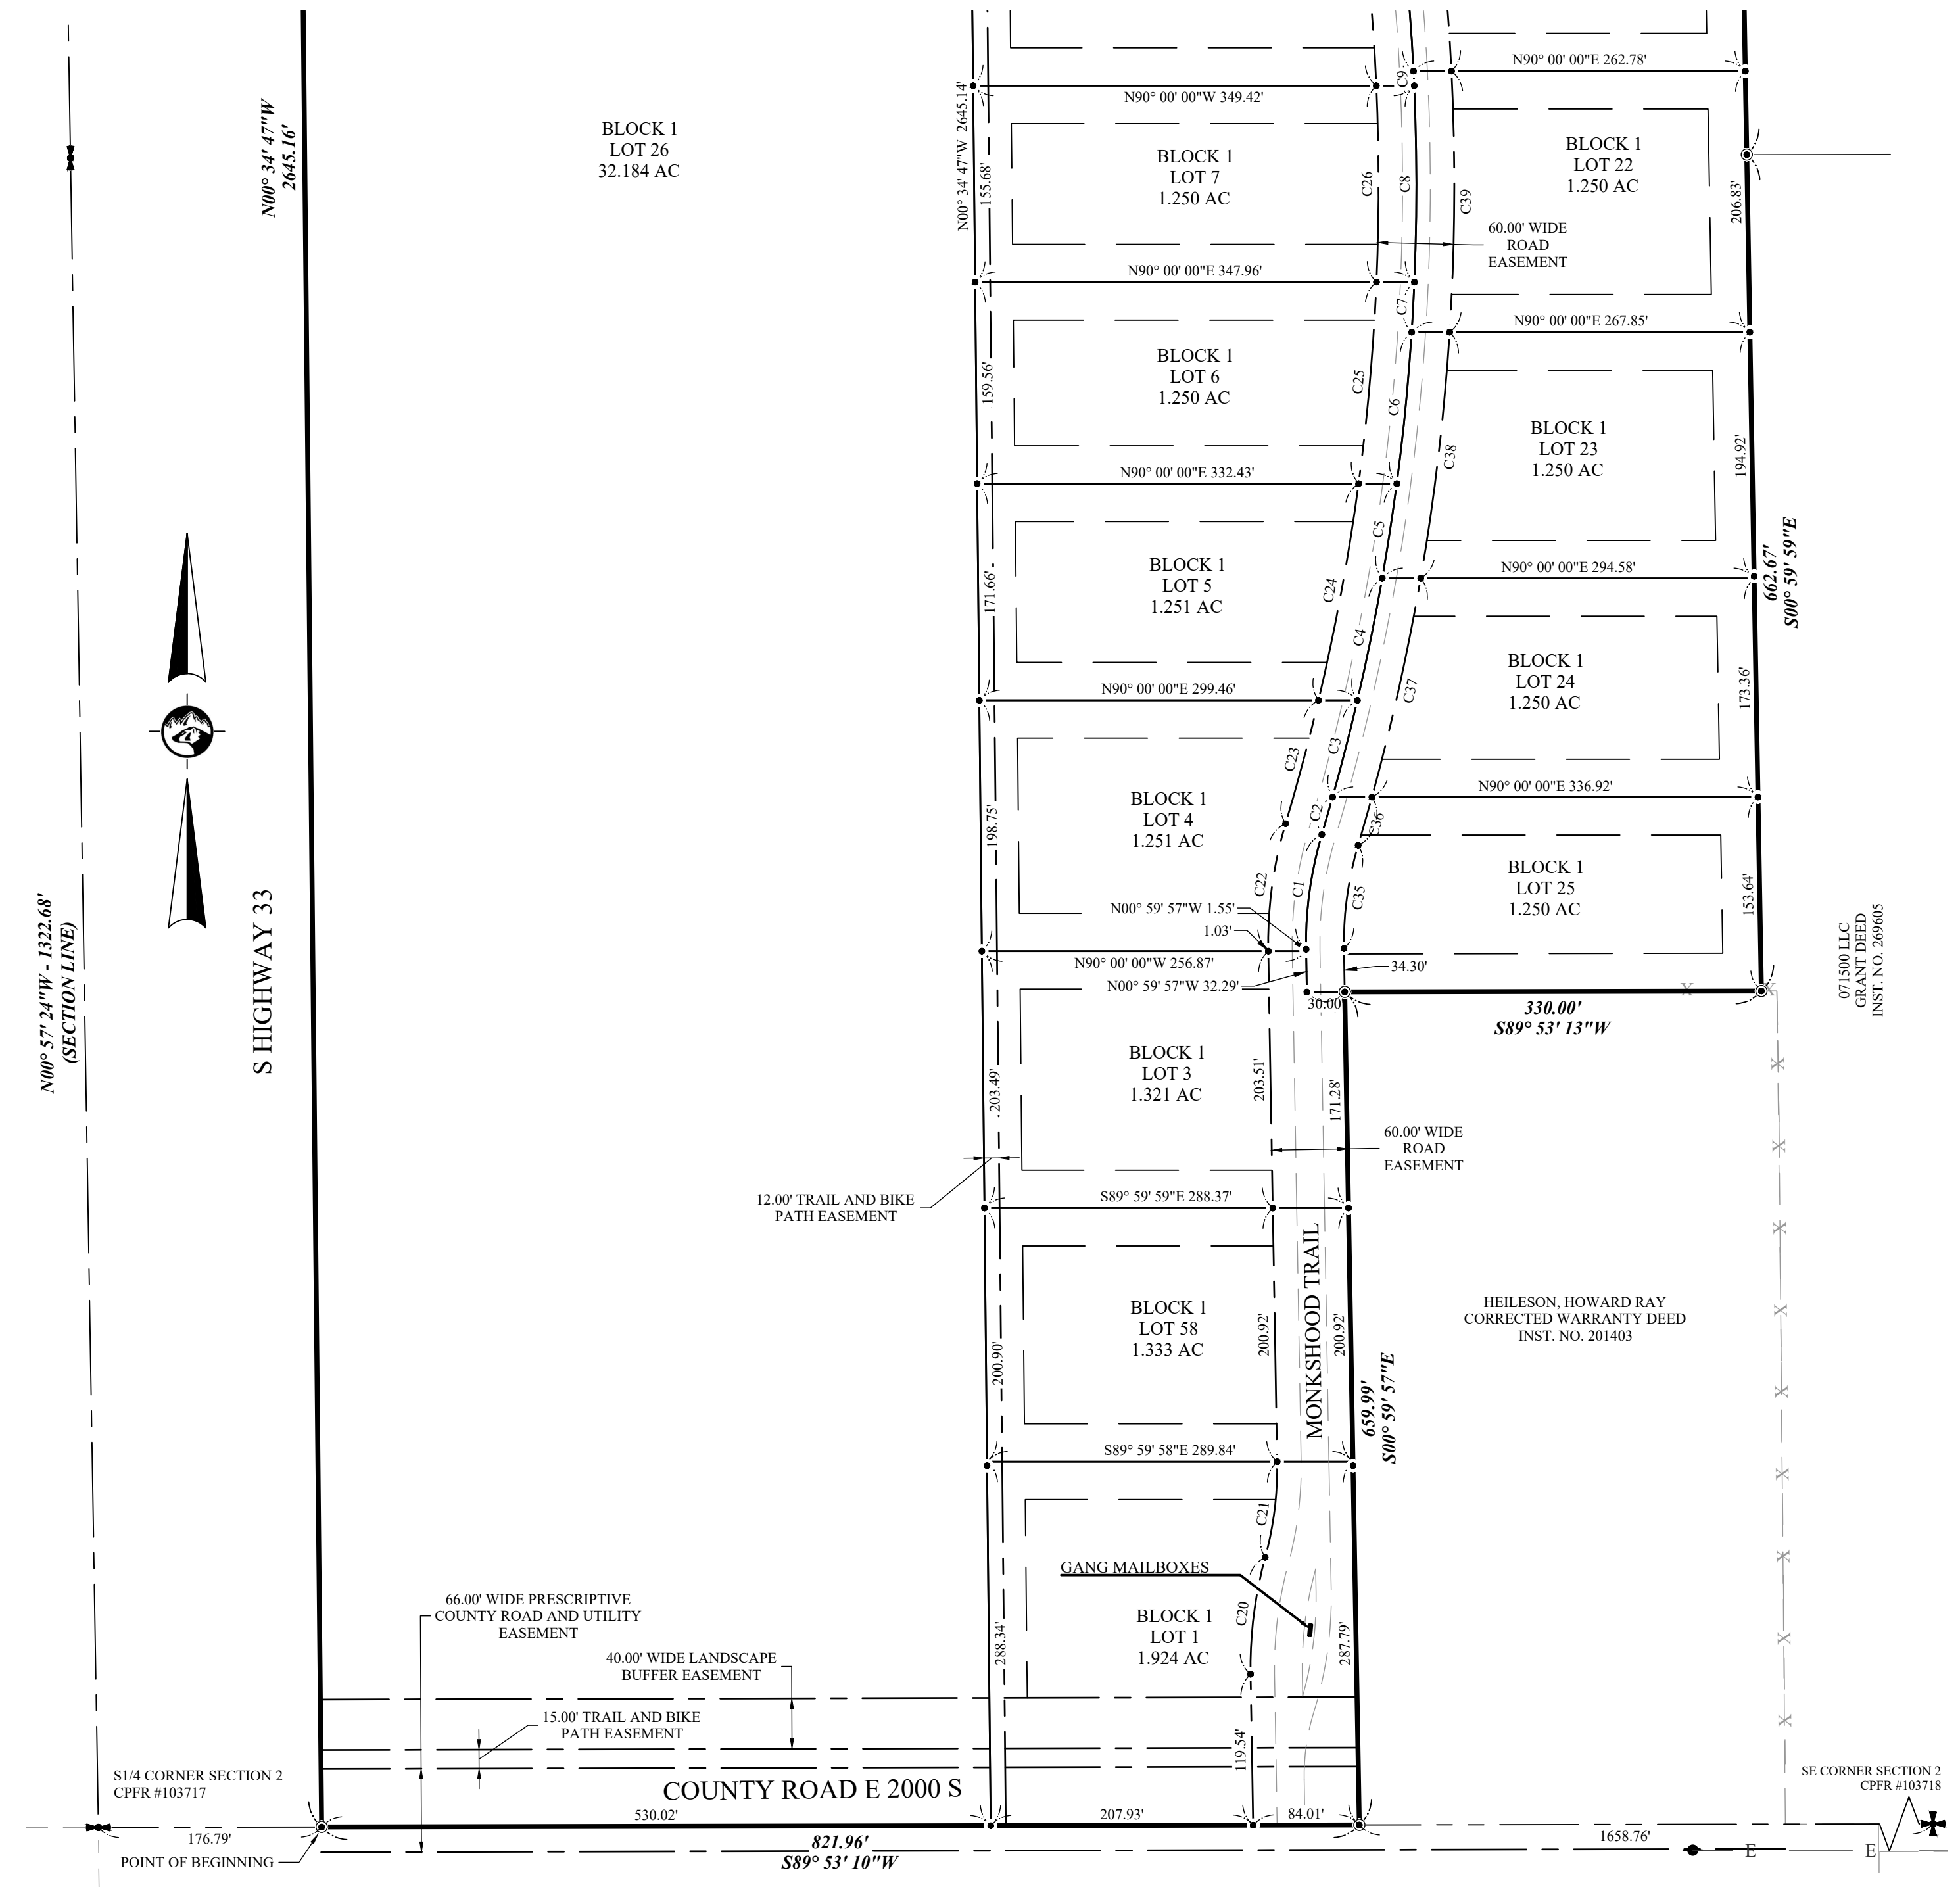 N90° 00' 00"E 262.78'
N90° 00' 00"W 349.42'
C9
N00° 34' 47"W
2645.16'
BLOCK 1
LOT 26
32.184 AC
N00° 34' 47"W 2645.14'
155.68'
BLOCK 1
LOT 7
1.250 AC
C26
C8
C39
BLOCK 1
LOT 22
1.250 AC
206.83'
60.00' WIDE
ROAD
EASEMENT
N90° 00' 00"E 347.96'
C7
N90° 00' 00"E 267.85'
159.56'
BLOCK 1
LOT 6
1.250 AC
C25
C6
C38
BLOCK 1
LOT 23
1.250 AC
194.92'
N90° 00' 00"E 332.43'
C5
171.66'
BLOCK 1
LOT 5
1.251 AC
C24
C4
N90° 00' 00"E 294.58'
662.67'
S00° 59' 59"E
BLOCK 1
LOT 24
1.250 AC
173.36'
C37
N90° 00' 00"E 299.46'
C23
C3
198.75'
BLOCK 1
LOT 4
1.251 AC
C2
C36
N90° 00' 00"E 336.92'
C22
C1
C35
BLOCK 1
LOT 25
1.250 AC
153.64'
N00° 59' 57"W 1.55'
1.03'
N90° 00' 00"W 256.87'
34.30'
N00° 59' 57"W 32.29'
30.00'
330.00'
S89° 53' 13"W
X
X
071500 LLC
GRANT DEED
INST. NO. 269605
N00° 57' 24"W - 1322.68'
(SECTION LINE)
S HIGHWAY 33
203.49'
BLOCK 1
LOT 3
1.321 AC
203.51'
171.28'
X
60.00' WIDE
ROAD
EASEMENT
X
12.00' TRAIL AND BIKE
PATH EASEMENT
S89° 59' 59"E 288.37'
X
200.90'
BLOCK 1
LOT 58
1.333 AC
200.92'
MONKSHOOD TRAIL
200.92'
HEILESON, HOWARD RAY
CORRECTED WARRANTY DEED
INST. NO. 201403
X
X
659.99'
S00° 59' 57"E
S89° 59' 58"E 289.84'
X
C21
X
GANG MAILBOXES
66.00' WIDE PRESCRIPTIVE
COUNTY ROAD AND UTILITY
EASEMENT
288.34'
C20
BLOCK 1
LOT 1
1.924 AC
287.79'
X
40.00' WIDE LANDSCAPE
BUFFER EASEMENT
15.00' TRAIL AND BIKE
PATH EASEMENT
119.54'
X
S1/4 CORNER SECTION 2
CPFR #103717
COUNTY ROAD E 2000 S
SE CORNER SECTION 2
CPFR #103718
530.02'
207.93'
84.01'
176.79'
821.96'
S89° 53' 10"W
1658.76'
POINT OF BEGINNING
E
E